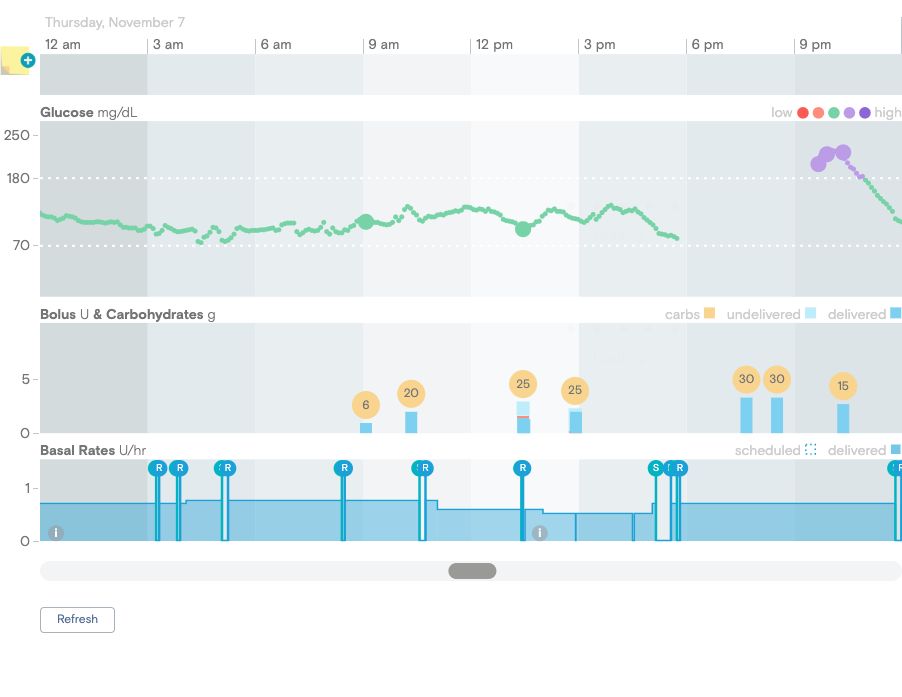 Thursday, November 7
12 am 3 am 6 am 9 am 12 pm 3 pm 6 pm 9 pm
Glucose mg/dL low high
250
180
70
Bolus U & Carbohydrates g carbs undelivered delivered
5
6 20 25 25 30 30 15
0
Basal Rates U/hr scheduled delivered
R R R R R R S R
1
i i
0
Refresh